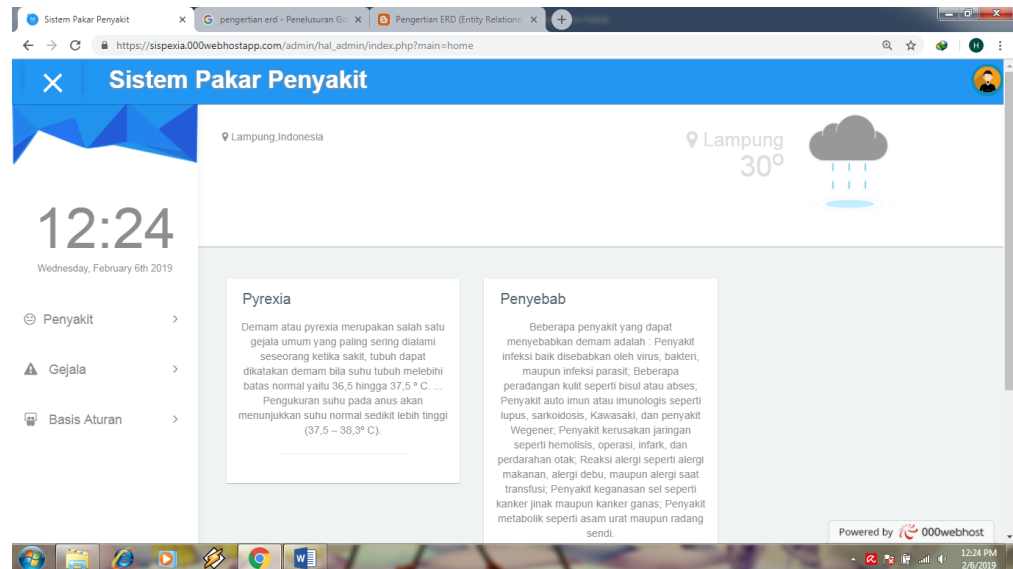 Sistem Pakar Penyakit
pengertian erd - Penelusuran Go
Pengertian ERD (Entity Relations
https://sispexia.000webhostapp.com/admin/hal_admin/index.php?main=home
H
Sistem Pakar Penyakit
Lampung,Indonesia
Lampung
30°
12:24
Wednesday, February 6th 2019
Penyakit
Gejala
Basis Aturan
Pyrexia
Demam atau pyrexia merupakan salah satu
gejala umum yang paling sering dialami
seseorang ketika sakit, tubuh dapat
dikatakan demam bila suhu tubuh melebihi
batas normal yaitu 36,5 hingga 37,5 º C. ...
Pengukuran suhu pada anus akan
menunjukkan suhu normal sedikit lebih tinggi
(37,5 – 38,3º C).
Penyebab
Beberapa penyakit yang dapat
menyebabkan demam adalah : Penyakit
infeksi baik disebabkan oleh virus, bakteri,
maupun infeksi parasit; Beberapa
peradangan kulit seperti bisul atau abses;
Penyakit auto imun atau imunologis seperti
lupus, sarkoidosis, Kawasaki, dan penyakit
Wegener; Penyakit kerusakan jaringan
seperti hemolisis, operasi, infark, dan
perdarahan otak; Reaksi alergi seperti alergi
makanan, alergi debu, maupun alergi saat
transfusi; Penyakit keganasan sel seperti
kanker jinak maupun kanker ganas; Penyakit
metabolik seperti asam urat maupun radang
sendi.
Powered by 000webhost
12:24 PM
2/6/2019